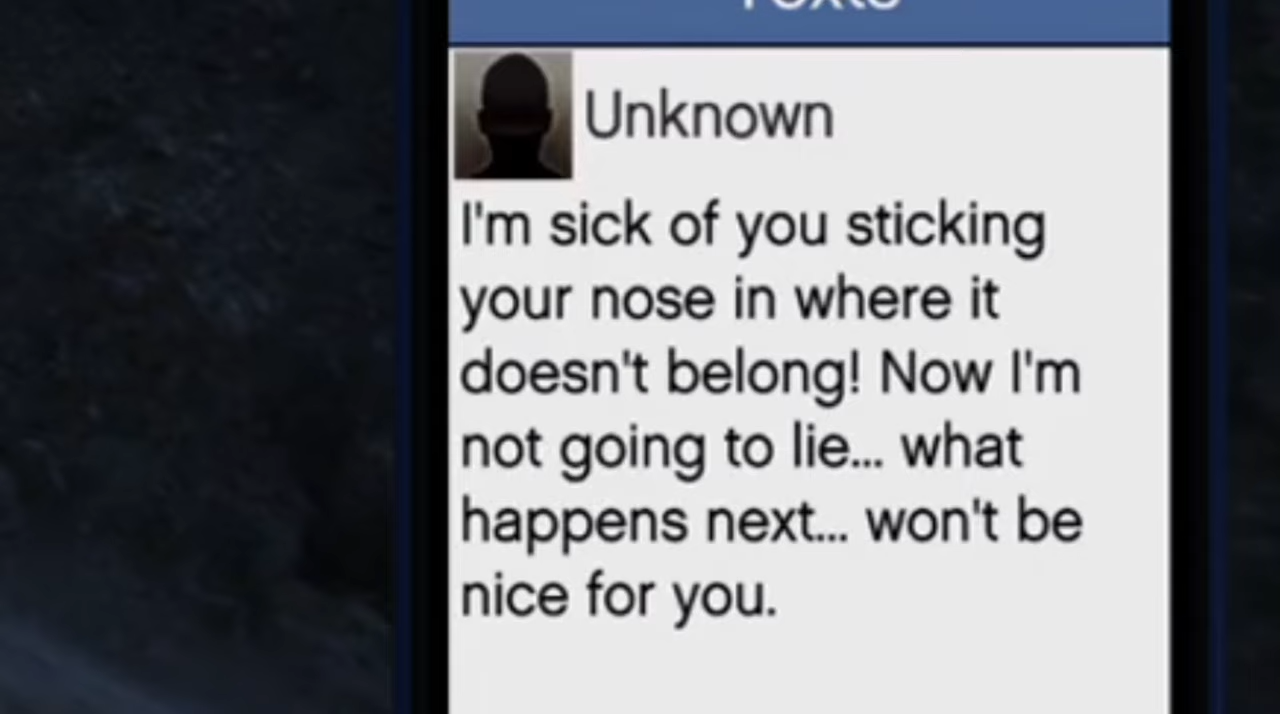 Texts
Unknown
I'm sick of you sticking
your nose in where it
doesn't belong! Now I'm
not going to lie... what
happens next... won't be
nice for you.